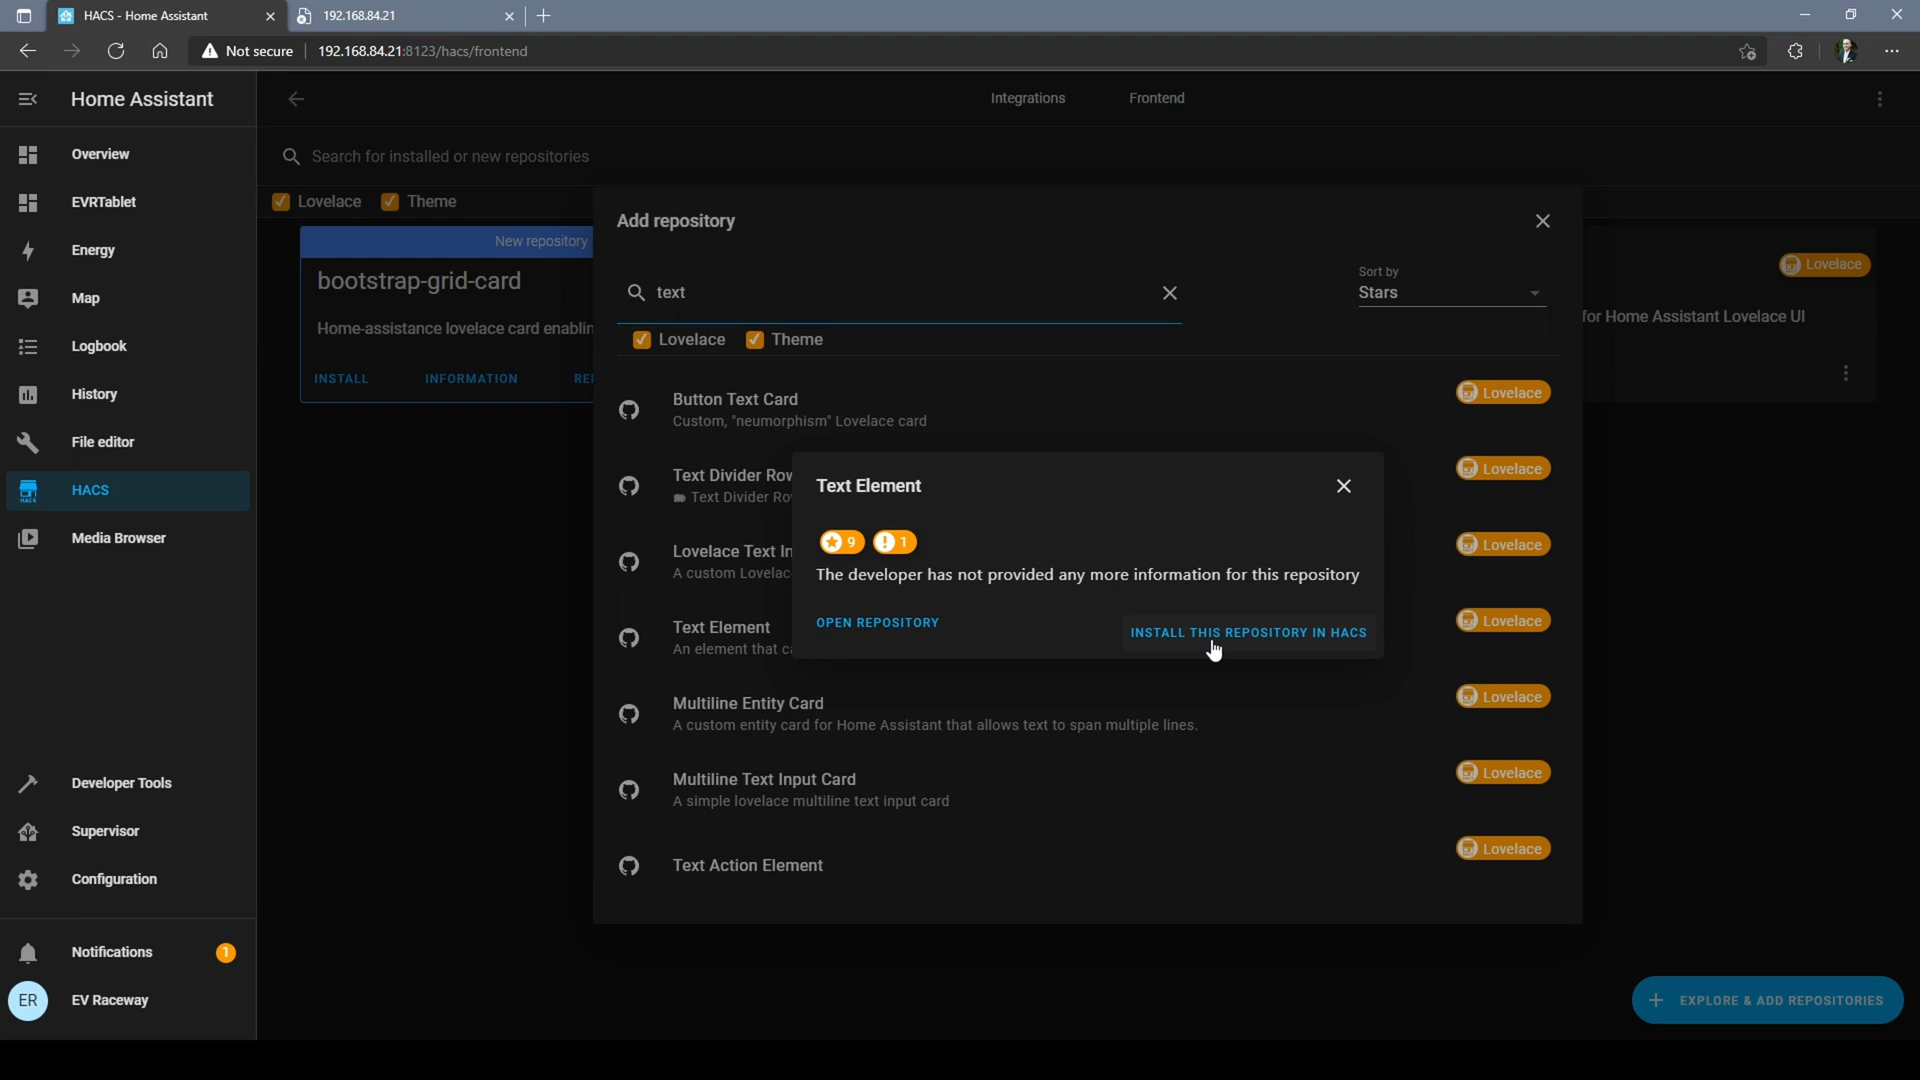 HACS - Home Assistant
192.168.84.21
Not secure
192.168.84.21:8123/hacs/frontend
Home Assistant
Integrations
Frontend
Overview
Search for installed or new repositories
EVRTablet
Lovelace
Theme
Add repository
New repository
Energy
bootstrap-grid-card
Lovelace
Sort by
text
Stars
Map
Home-assistance lovelace card enablin
for Home Assistant Lovelace UI
Lovelace
Theme
Logbook
INSTALL
INFORMATION
RE
History
Button Text Card
Custom, "neumorphism" Lovelace card
Lovelace
File editor
Text Divider Row
Text Divider Ro
Lovelace
HACS
HACS
Text Element
9
1
Media Browser
Lovelace Text In
A custom Lovelac
Lovelace
The developer has not provided any more information for this repository
OPEN REPOSITORY
INSTALL THIS REPOSITORY IN HACS
Text Element
An element that ca
Lovelace
Multiline Entity Card
A custom entity card for Home Assistant that allows text to span multiple lines.
Lovelace
Multiline Text Input Card
A simple lovelace multiline text input card
Lovelace
Developer Tools
Supervisor
Text Action Element
Lovelace
Configuration
Notifications
1
ER
EV Raceway
EXPLORE & ADD REPOSITORIES